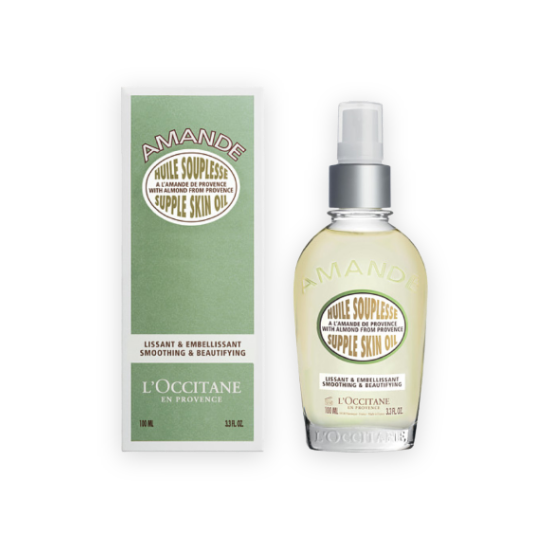 AMANDE
HUILE SOUPLESSE
A L'AMANDE DE PROVENCE
WITH ALMOND FROM PROVENCE
SUPPLE SKIN OIL
LISSANT & EMBELLISSANT
SMOOTHING & BEAUTIFYING
L'OCCITANE
EN PROVENCE
100 ML 3.3 FL. OZ.
AMANDE
HUILE SOUPLESSE
A L'AMANDE DE PROVENCE
WITH ALMOND FROM PROVENCE
SUPPLE SKIN OIL
LISSANT & EMBELLISSANT
SMOOTHING & BEAUTIFYING
L'OCCITANE
EN PROVENCE
100 ML 3.3 FL. OZ.
L'OCCITANE